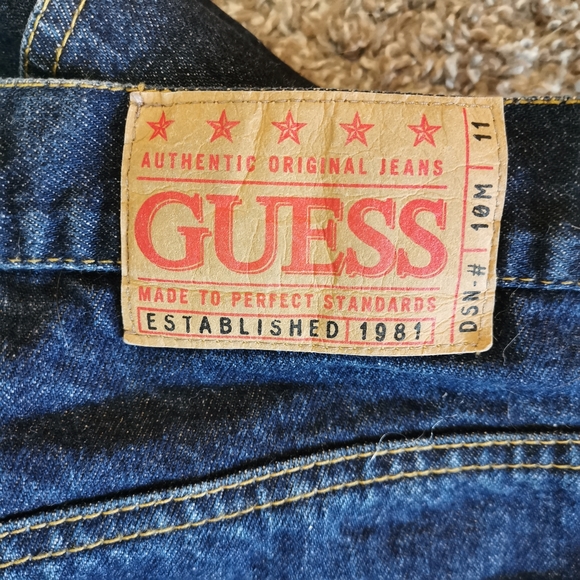 AUTHENTIC ORIGINAL JEANS
GUESS
MADE TO PERFECT STANDARDS
ESTABLISHED 1981
DSN-# 10M 11